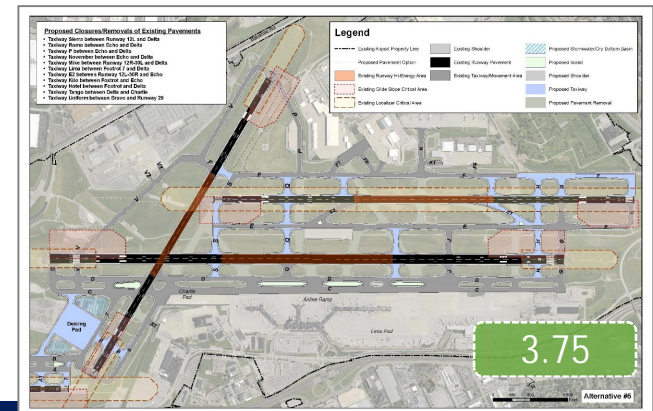 Proposed Closures/Removals of Existing Pavements
• Taxiway Sierra between Runway 12L and Delta
• Taxiway Romeo between Echo and Delta
• Taxiway P between Echo and Delta
• Taxiway November between Echo and Delta
• Taxiway Mike between Runway 12R-30L and Delta
• Taxiway Lima between Foxtrot 7 and Delta
• Taxiway E2 between Runway 12L-30R and Echo
• Taxiway Kilo between Foxtrot and Echo
• Taxiway Hotel between Foxtrot and Delta
• Taxiway Tango between Delta and Charlie
• Taxiway Uniform between Bravo and Runway 29
Legend
Existing Airport Property Line
Proposed Pavement Option
Existing Runway Hi-Energy Area
Existing Glide Slope Critical Area
Existing Localizer Critical Area
Existing Shoulder
Existing Runway Pavement
Existing Taxiway/Movement Area
Proposed Stormwater/Dry Bottom Basin
Proposed Island
Proposed Shoulder
Proposed Taxiway
Proposed Pavement Removal
Charlie
Pad
Airline Ramp
Lima Pad
Deicing
Pad
3.75
Alternative #6